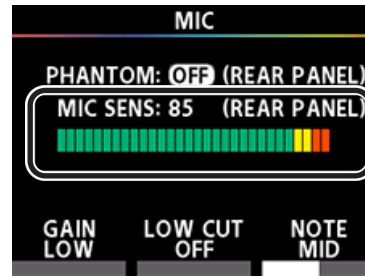 MIC
PHANTOM: OFF (REAR PANEL)
MIC SENS: 85 (REAR PANEL)
GAIN LOW CUT NOTE
LOW OFF MID